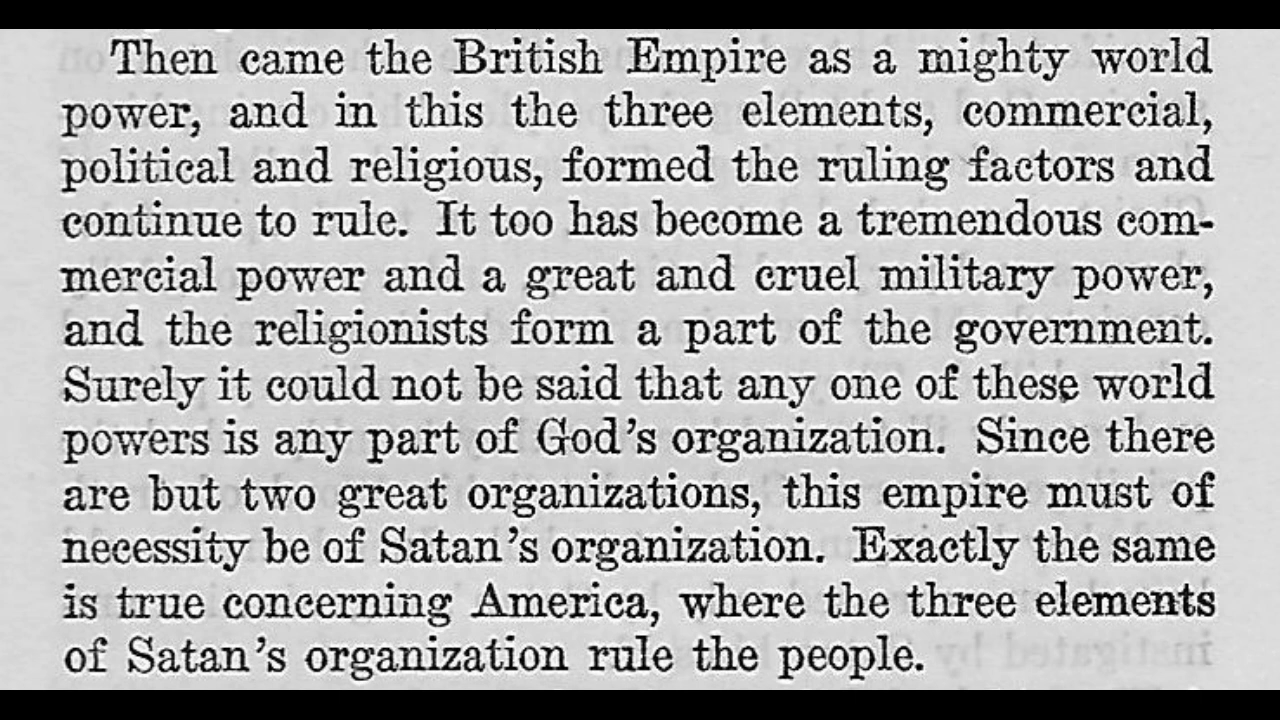 Then came the British Empire as a mighty world
power, and in this the three elements, commercial,
political and religious, formed the ruling factors and
continue to rule. It too has become a tremendous com-
mercial power and a great and cruel military power,
and the religionists form a part of the government.
Surely it could not be said that any one of these world
powers is any part of God's organization. Since there
are but two great organizations, this empire must of
necessity be of Satan's organization. Exactly the same
is true concerning America, where the three elements
of Satan's organization rule the people.